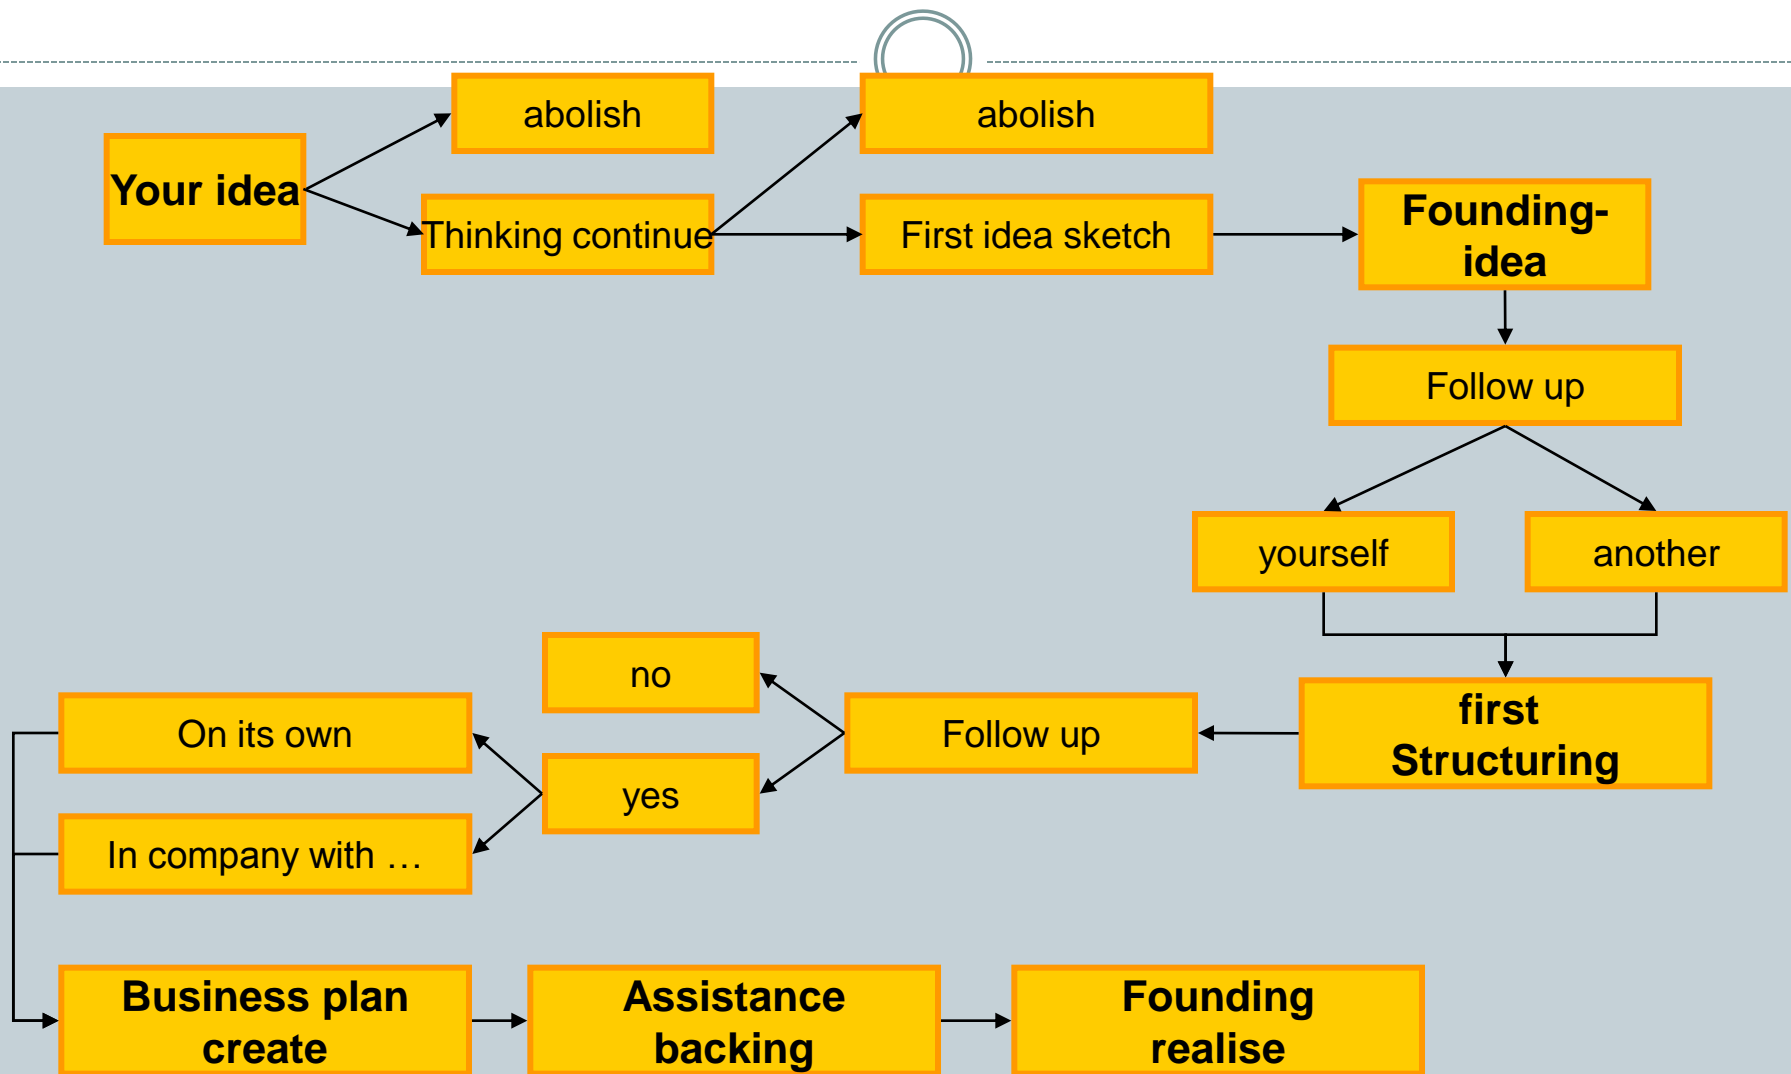 abolish
abolish
Your idea
Thinking continue
First idea sketch
Founding-
idea
Follow up
yourself
another
no
On its own
Follow up
first
Structuring
yes
In company with …
Business plan
create
Assistance
backing
Founding
realise